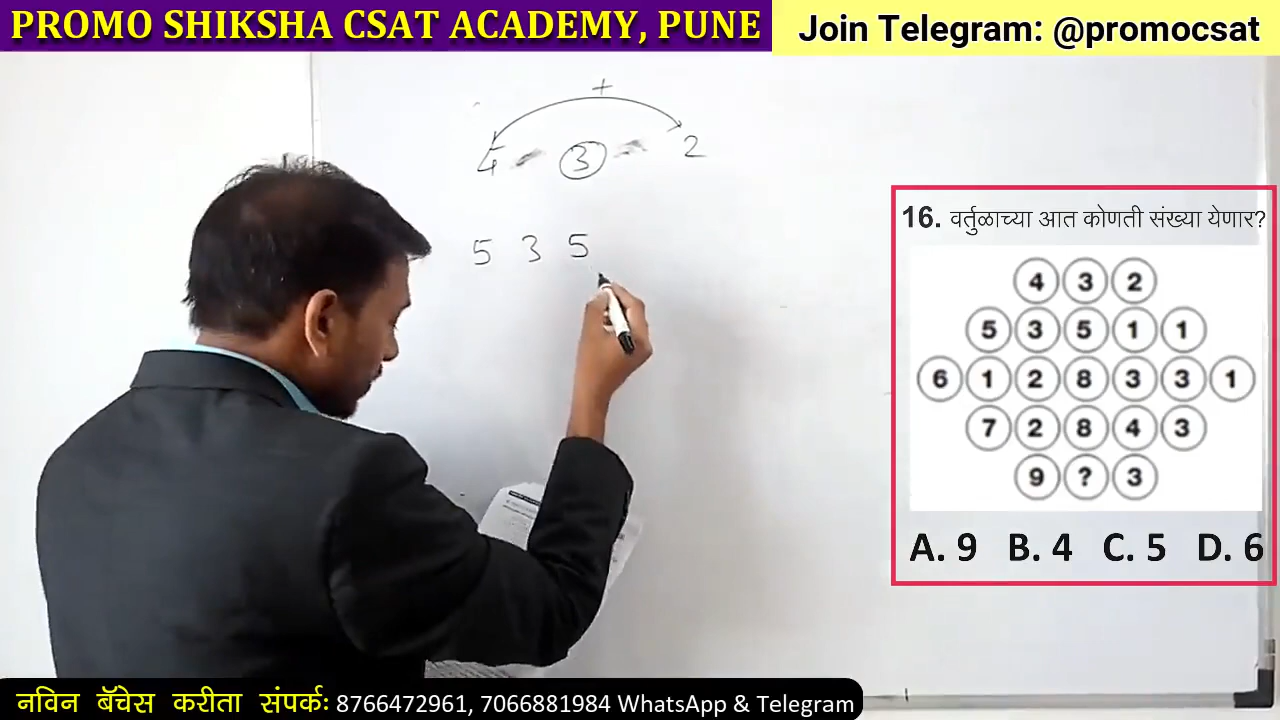 PROMO SHIKSHA CSAT ACADEMY, PUNE
Join Telegram: @promocsat
+
4 3 2
5 3 5
16. वर्तुळाच्या आत कोणती संख्या येणार?
4 3 2
5 3 5 1 1
6 1 2 8 3 3 1
7 2 8 4 3
9 ? 3
A. 9 B. 4 C. 5 D. 6
नविन बॅचेस करीता संपर्कः 8766472961, 7066881984 WhatsApp & Telegram